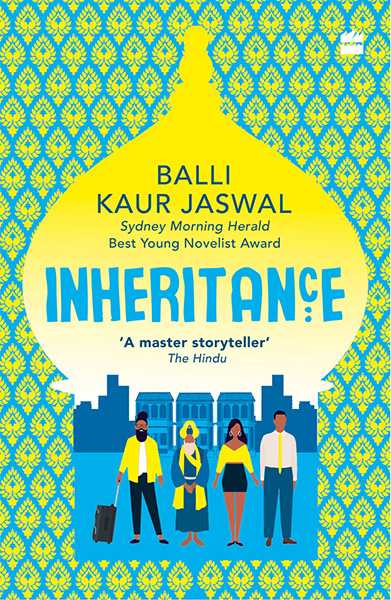 BALLI
KAUR JASWAL
Sydney Morning Herald
Best Young Novelist Award
INHERITANCE
'A master storyteller'
The Hindu